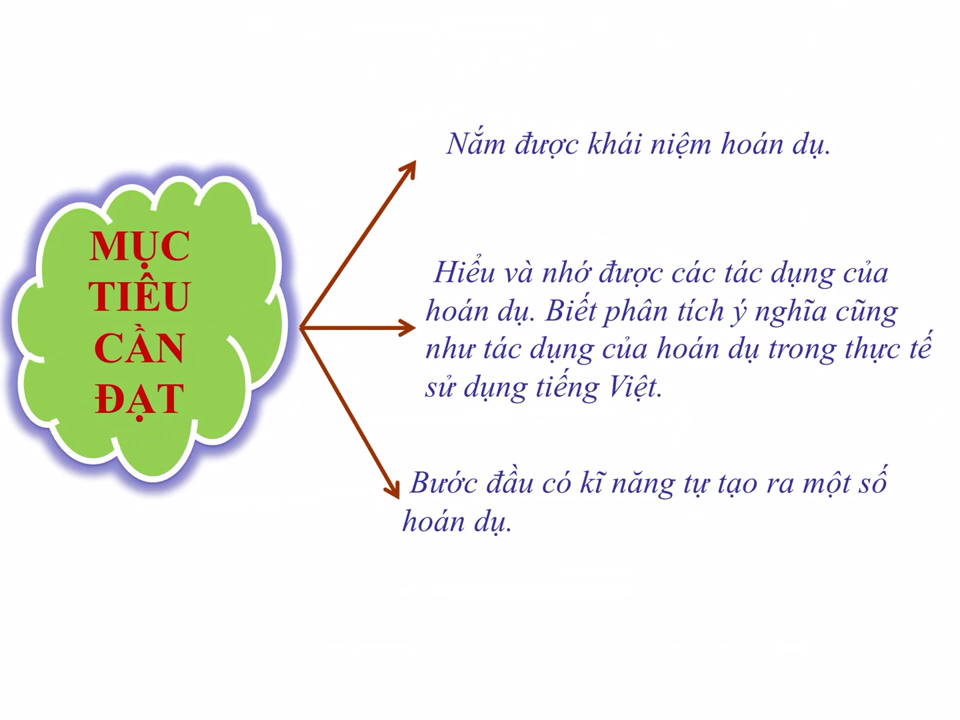 MỤC
TIÊU
CẦN
ĐẠT
Nắm được khái niệm hoán dụ.
Hiểu và nhớ được các tác dụng của
hoán dụ. Biết phân tích ý nghĩa cũng
như tác dụng của hoán dụ trong thực tế
sử dụng tiếng Việt.
Bước đầu có kĩ năng tự tạo ra một số
hoán dụ.